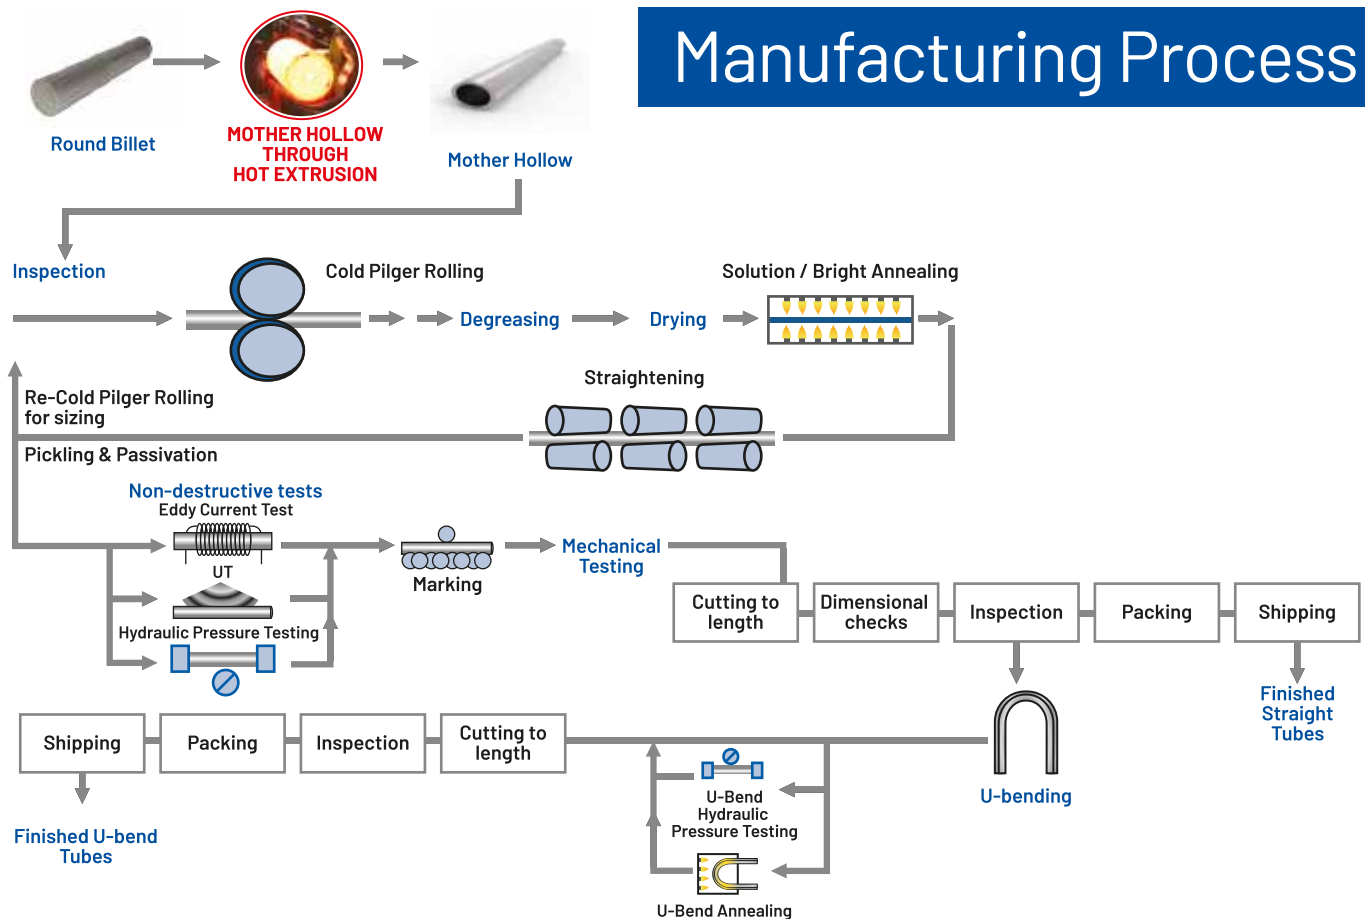 Manufacturing Process
Round Billet
MOTHER HOLLOW
THROUGH
HOT EXTRUSION
Mother Hollow
Inspection
Cold Pilger Rolling
Solution / Bright Annealing
Degreasing
Drying
Straightening
Re-Cold Pilger Rolling
for sizing
Pickling & Passivation
Non-destructive tests
Eddy Current Test
UT
Hydraulic Pressure Testing
Marking
Mechanical
Testing
Cutting to
length
Dimensional
checks
Inspection
Packing
Shipping
Finished
Straight
Tubes
U-bending
U-Bend
Hydraulic
Pressure Testing
U-Bend Annealing
Cutting to
length
Inspection
Packing
Shipping
Finished U-bend
Tubes